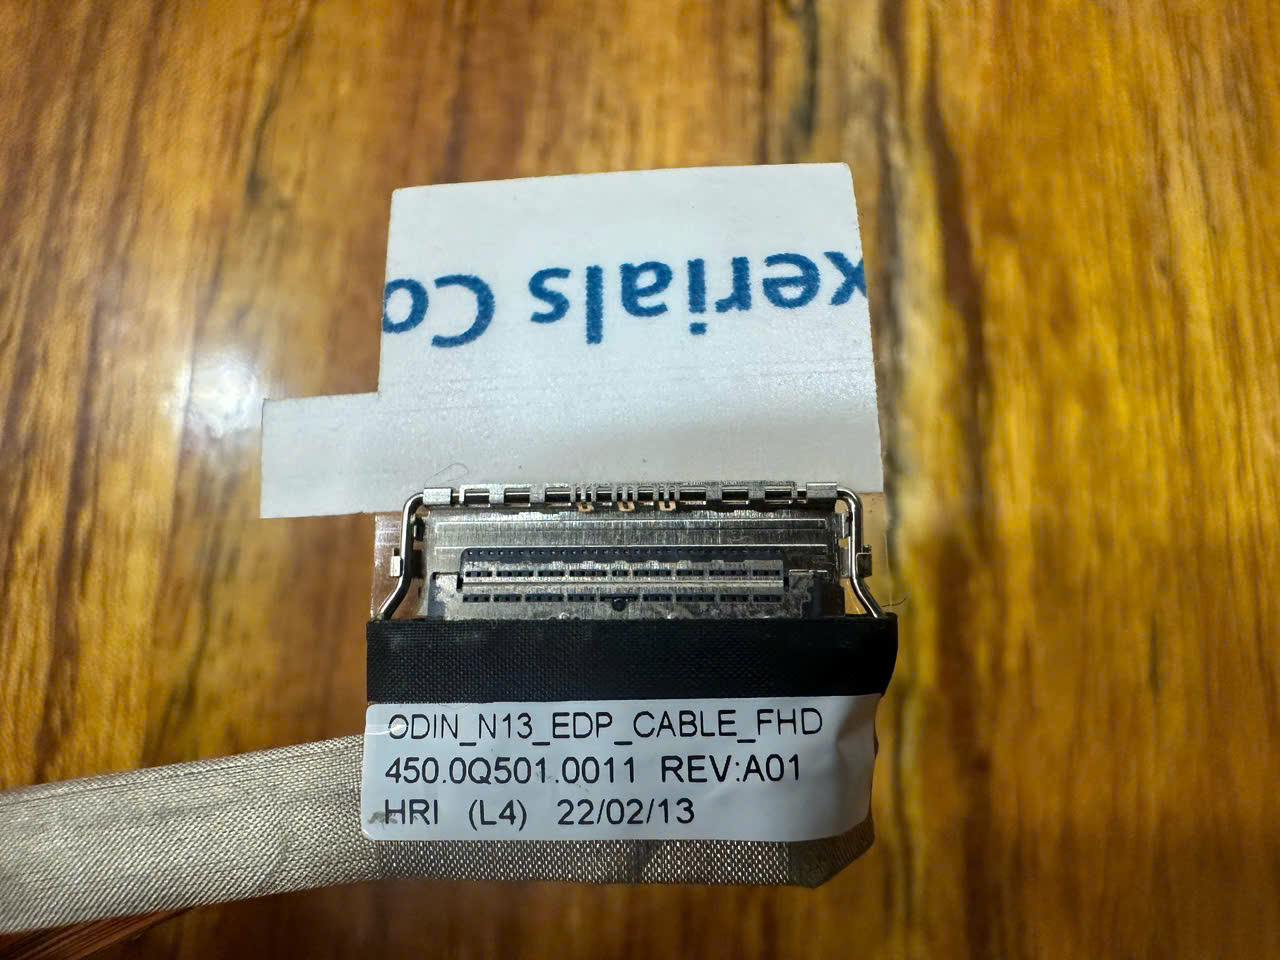 xerials Co
ODIN_N13_EDP_CABLE_FHD
450.0Q501.0011 REV:A01
HRI (L4) 22/02/13